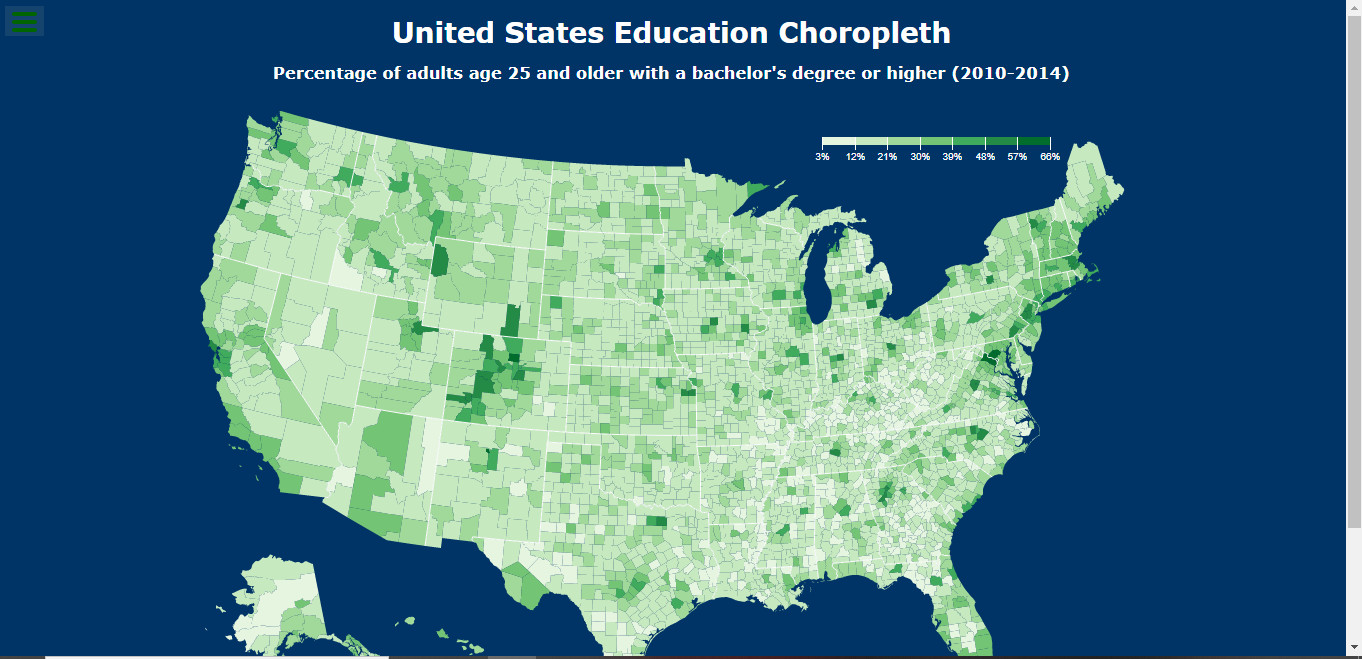 United States Education Choropleth
Percentage of adults age 25 and older with a bachelor's degree or higher (2010-2014)
3% 12% 21% 30% 39% 48% 57% 66%